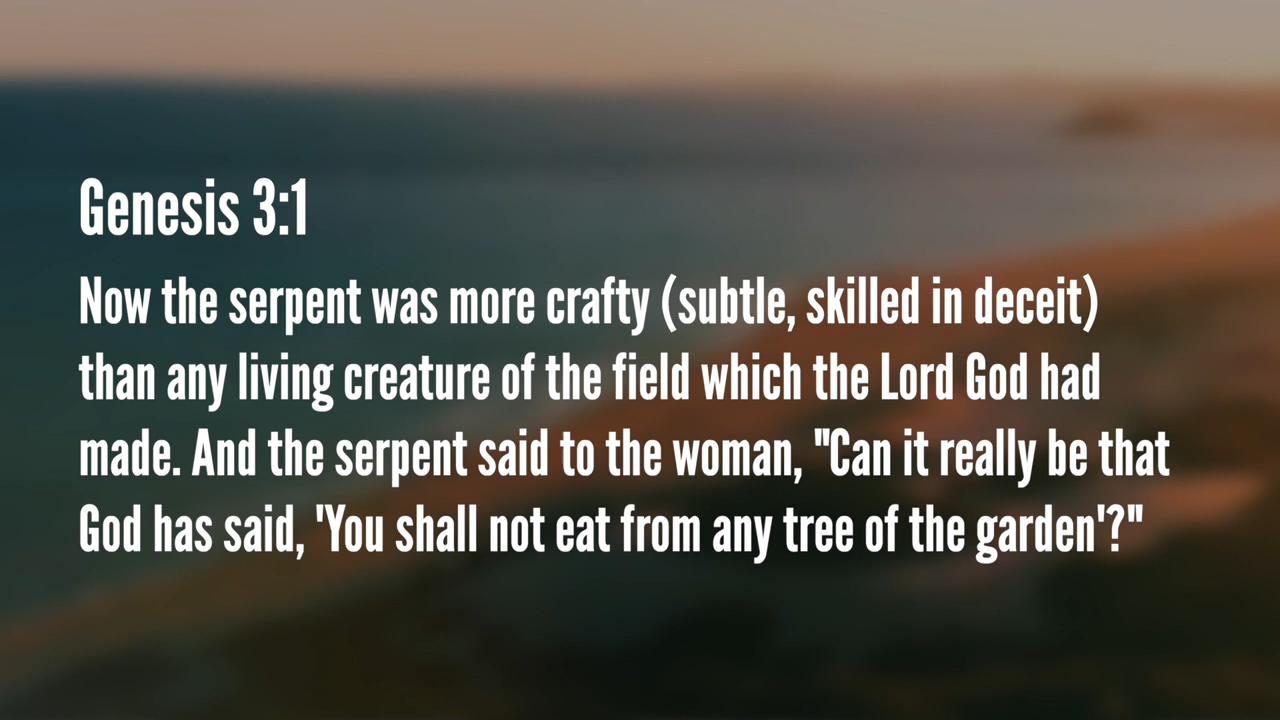 Genesis 3:1
Now the serpent was more crafty (subtle, skilled in deceit)
than any living creature of the field which the Lord God had
made. And the serpent said to the woman, "Can it really be that
God has said, 'You shall not eat from any tree of the garden'?"